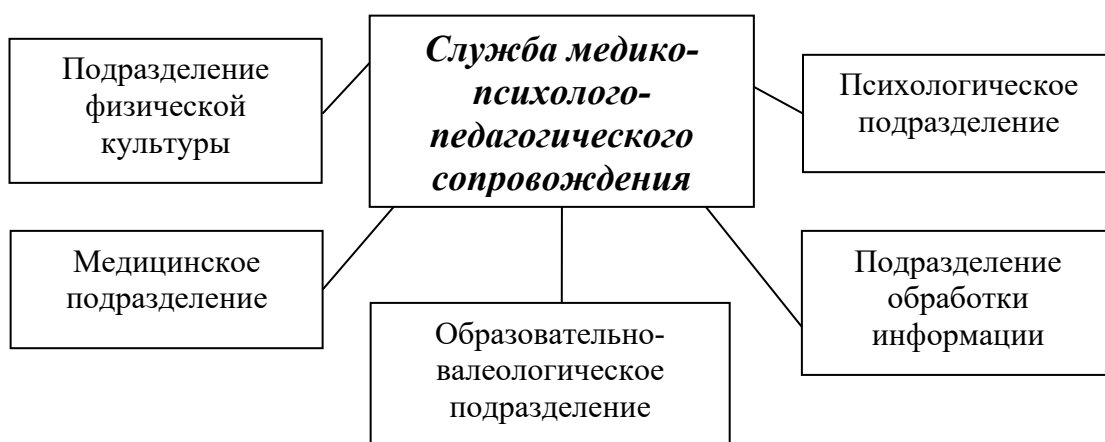 Подразделение
физической
культуры
Служба медико-
психолого-
педагогического
сопровождения
Психологическое
подразделение
Медицинское
подразделение
Образовательно-
валеологическое
подразделение
Подразделение
обработки
информации